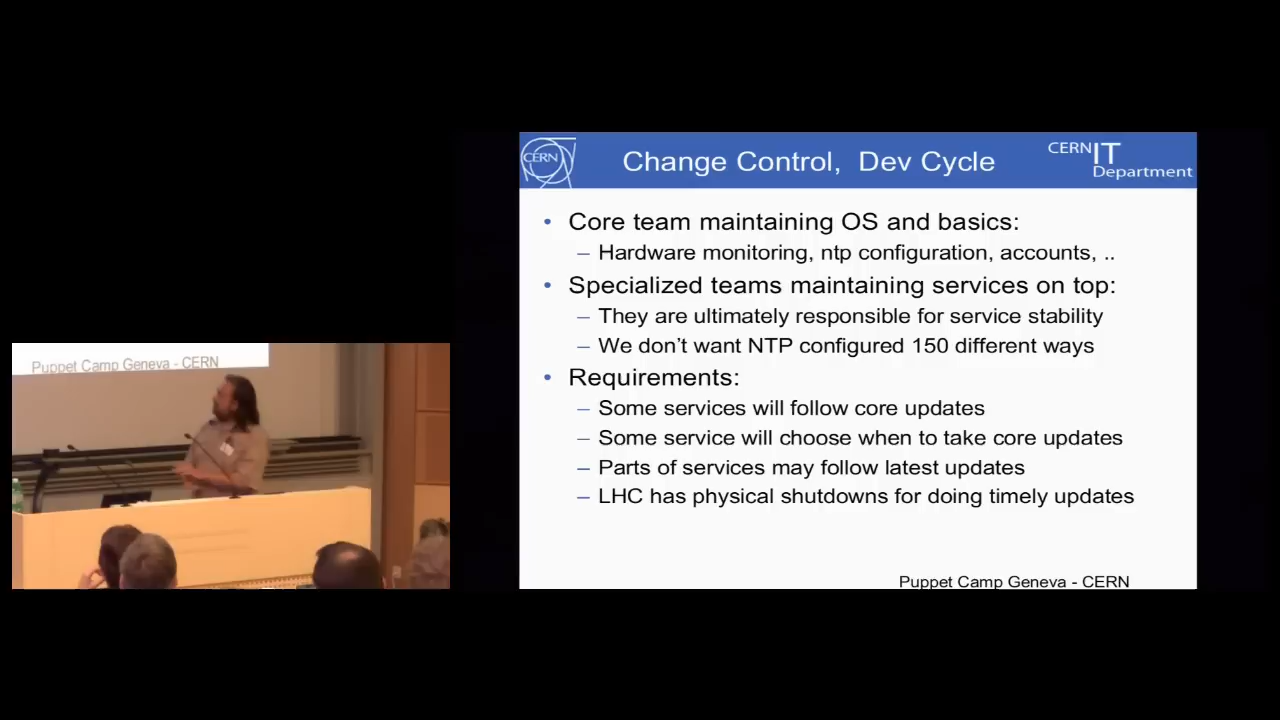 CERN
Change Control,  Dev Cycle
CERN IT
Department
• Core team maintaining OS and basics:
– Hardware monitoring, ntp configuration, accounts, ..
• Specialized teams maintaining services on top:
– They are ultimately responsible for service stability
– We don't want NTP configured 150 different ways
• Requirements:
– Some services will follow core updates
– Some service will choose when to take core updates
– Parts of services may follow latest updates
– LHC has physical shutdowns for doing timely updates
Puppet Camp Geneva - CERN
Puppet Camp Geneva - CERN